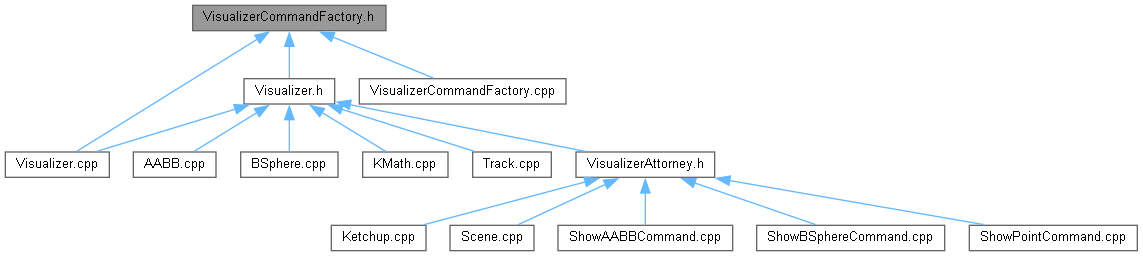 VisualizerCommandFactory.h
Visualizer.h
VisualizerCommandFactory.cpp
Visualizer.cpp
AABB.cpp
BSphere.cpp
KMath.cpp
Track.cpp
VisualizerAttorney.h
Ketchup.cpp
Scene.cpp
ShowAABBCommand.cpp
ShowBSphereCommand.cpp
ShowPointCommand.cpp